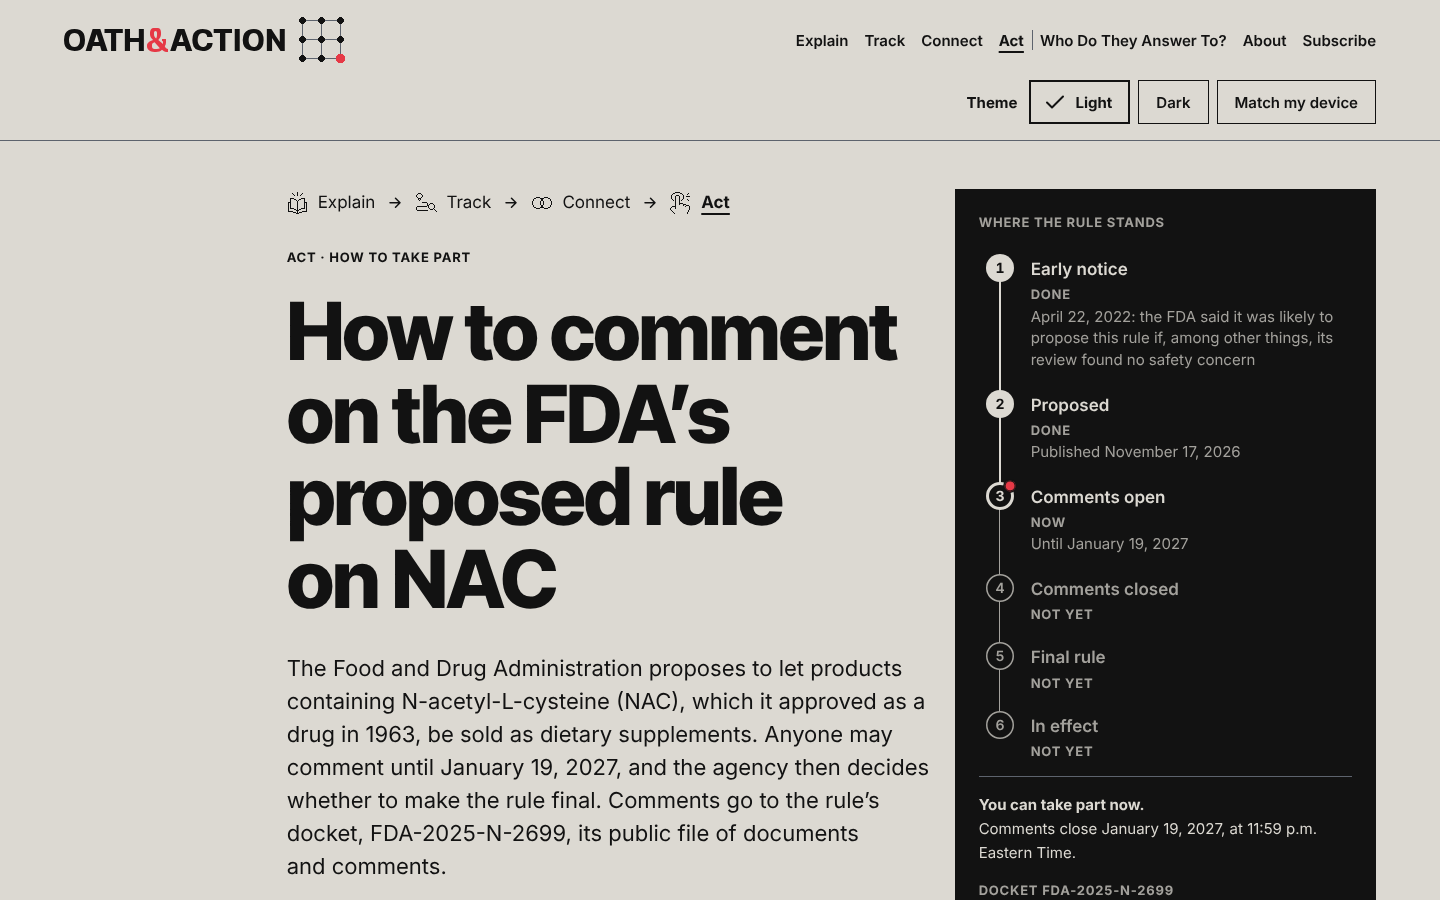 OATH&ACTION
Explain Track Connect Act Who Do They Answer To? About Subscribe
Theme Light Dark Match my device
Explain → Track → Connect → Act
ACT · HOW TO TAKE PART
How to comment
on the FDA’s
proposed rule
on NAC
The Food and Drug Administration proposes to let products
containing N-acetyl-L-cysteine (NAC), which it approved as a
drug in 1963, be sold as dietary supplements. Anyone may
comment until January 19, 2027, and the agency then decides
whether to make the rule final. Comments go to the rule’s
docket, FDA-2025-N-2699, its public file of documents
and comments.
WHERE THE RULE STANDS
1 Early notice
DONE
April 22, 2022: the FDA said it was likely to
propose this rule if, among other things, its
review found no safety concern
2 Proposed
DONE
Published November 17, 2026
3 Comments open
NOW
Until January 19, 2027
4 Comments closed
NOT YET
5 Final rule
NOT YET
6 In effect
NOT YET
You can take part now.
Comments close January 19, 2027, at 11:59 p.m.
Eastern Time.
DOCKET FDA-2025-N-2699